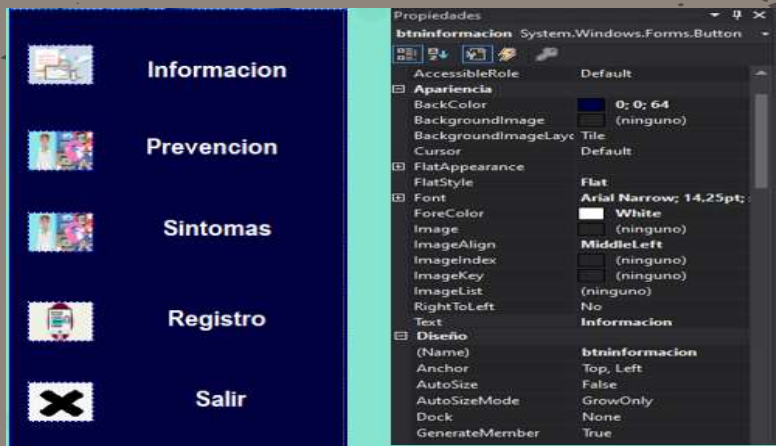 Informacion
Prevencion
Sintomas
Registro
Salir
Propiedades
btninformacion System.Windows.Forms.Button
AccessibleRole Default
Apariencia
BackColor 0; 0; 64
BackgroundImage (ninguno)
BackgroundImageLayc Tile
Cursor Default
FlatAppearance
FlatStyle Flat
Font Arial Narrow; 14,25pt;
ForeColor White
Image (ninguno)
ImageAlign MiddleLeft
ImageIndex (ninguno)
ImageKey (ninguno)
ImageList (ninguno)
RightToLeft No
Text Informacion
Diseño
(Name) btninformacion
Anchor Top, Left
AutoSize False
AutoSizeMode GrowOnly
Dock None
GenerateMember True